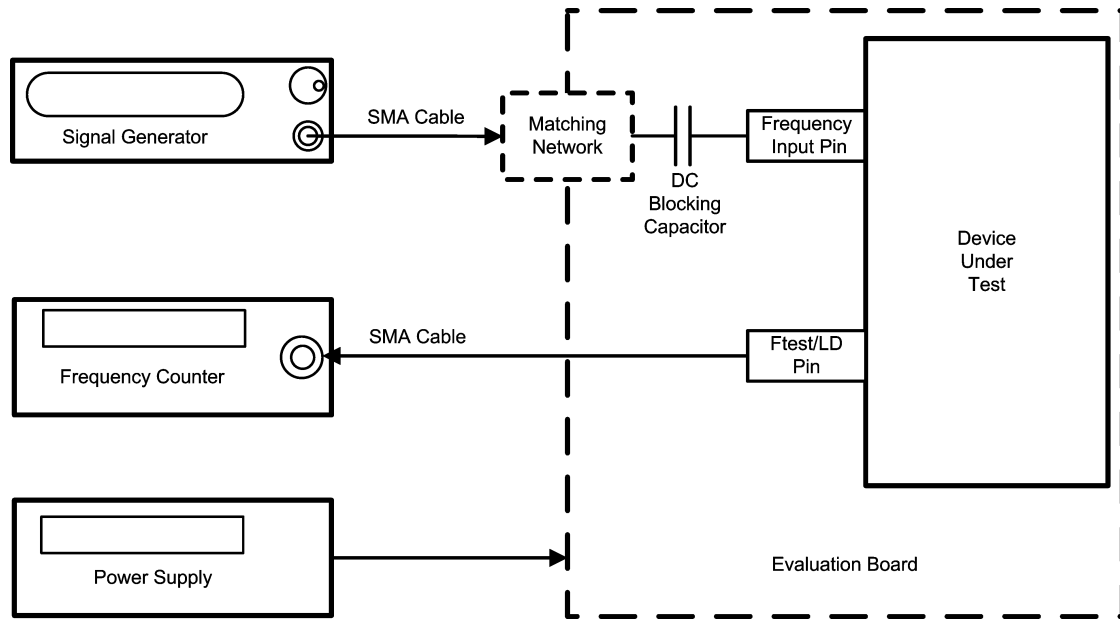 Signal Generator
SMA Cable
Matching
Network
DC
Blocking
Capacitor
Frequency
Input Pin
Device
Under
Test
Frequency Counter
SMA Cable
Ftest/LD
Pin
Power Supply
Evaluation Board